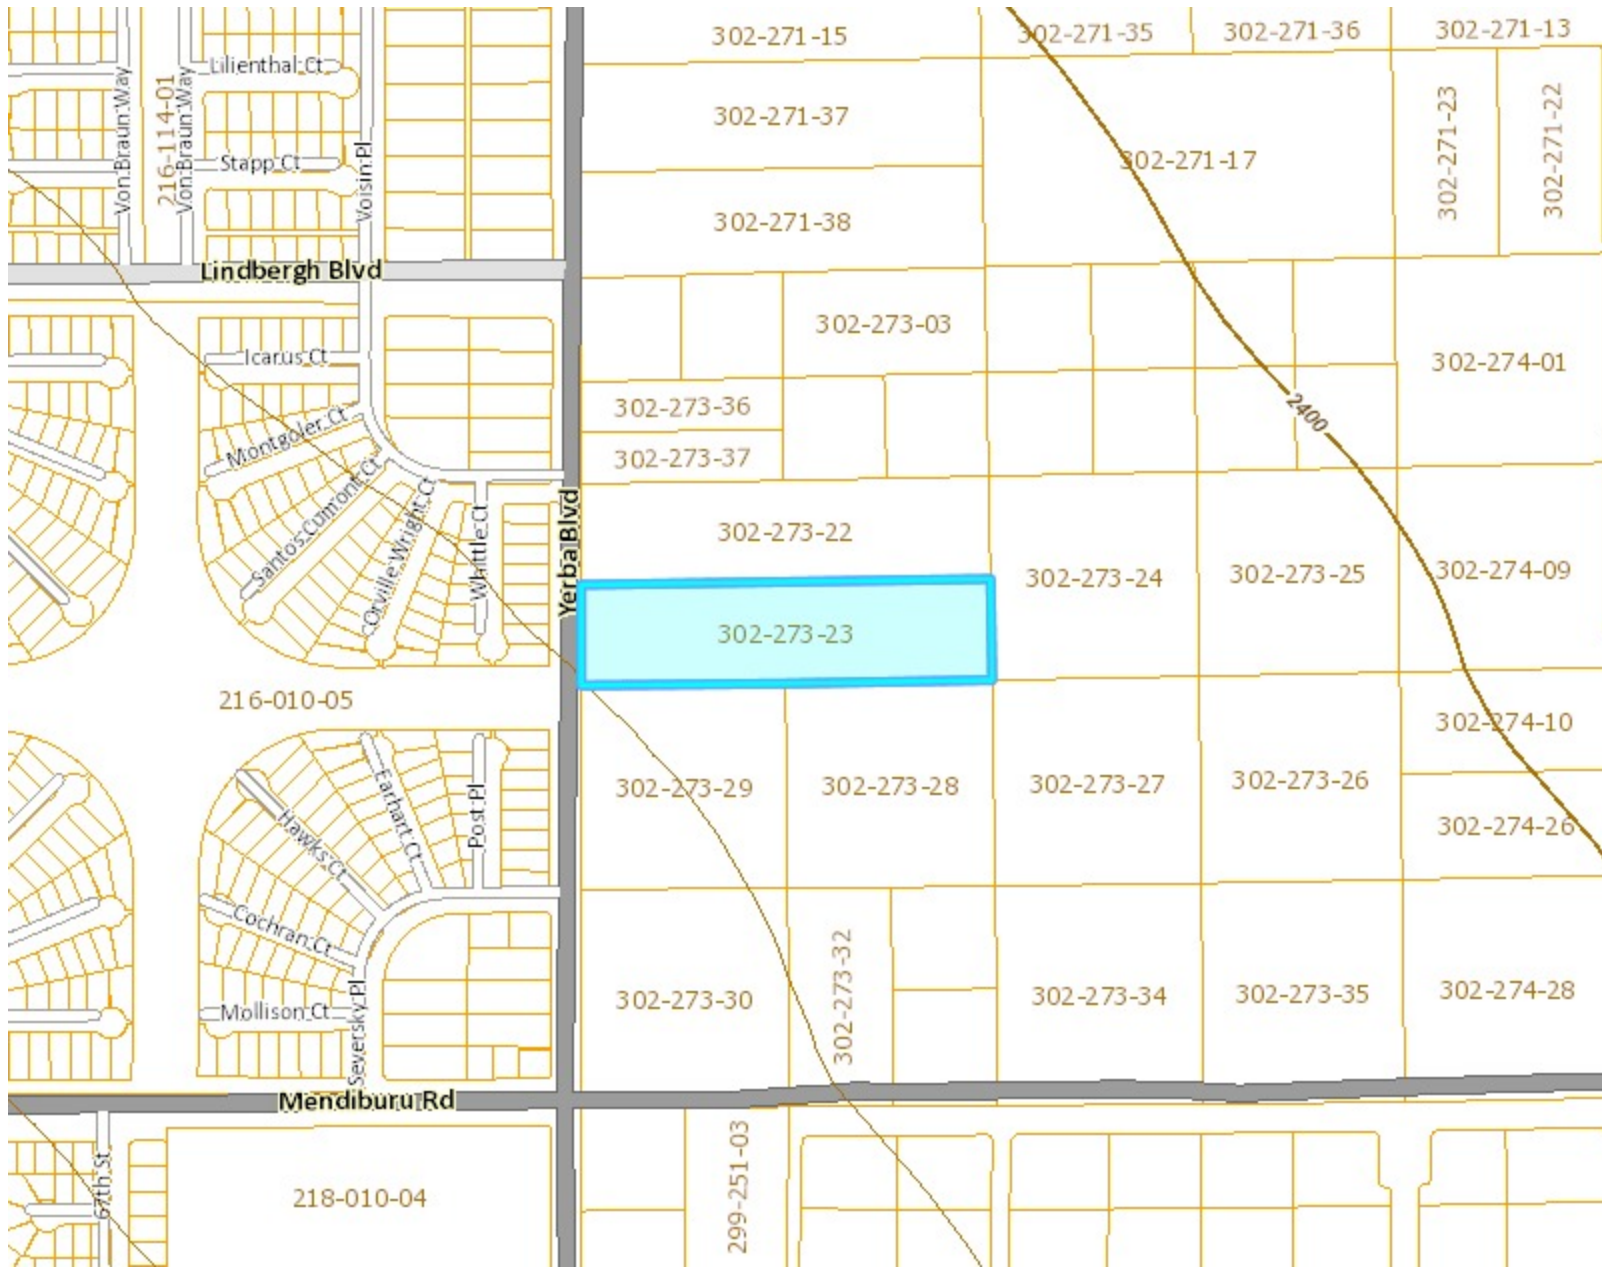 302-271-15
302-271-35
302-271-36
302-271-13
Lilienthal Ct
Von Braun Way
216-114-01
Von Braun Way
302-271-37
302-271-23
302-271-22
Stapp Ct
Voisin Pl
302-271-17
302-271-38
Lindbergh Blvd
302-273-03
Icarus Ct
302-274-01
302-273-36
2400
Montgoler Ct
302-273-37
Santos Cumont Ct
Orville Wright Ct
Whittle Ct
Yerba Blvd
302-273-22
302-273-24
302-273-25
302-274-09
302-273-23
216-010-05
302-274-10
302-273-29
302-273-28
302-273-27
302-273-26
Earhart Ct
Post Pl
302-274-26
Hawks Ct
Cochran Ct
302-273-32
302-273-30
302-273-34
302-273-35
302-274-28
Mollison Ct
Seversky Pl
Mendiburu Rd
67th St
218-010-04
299-251-03